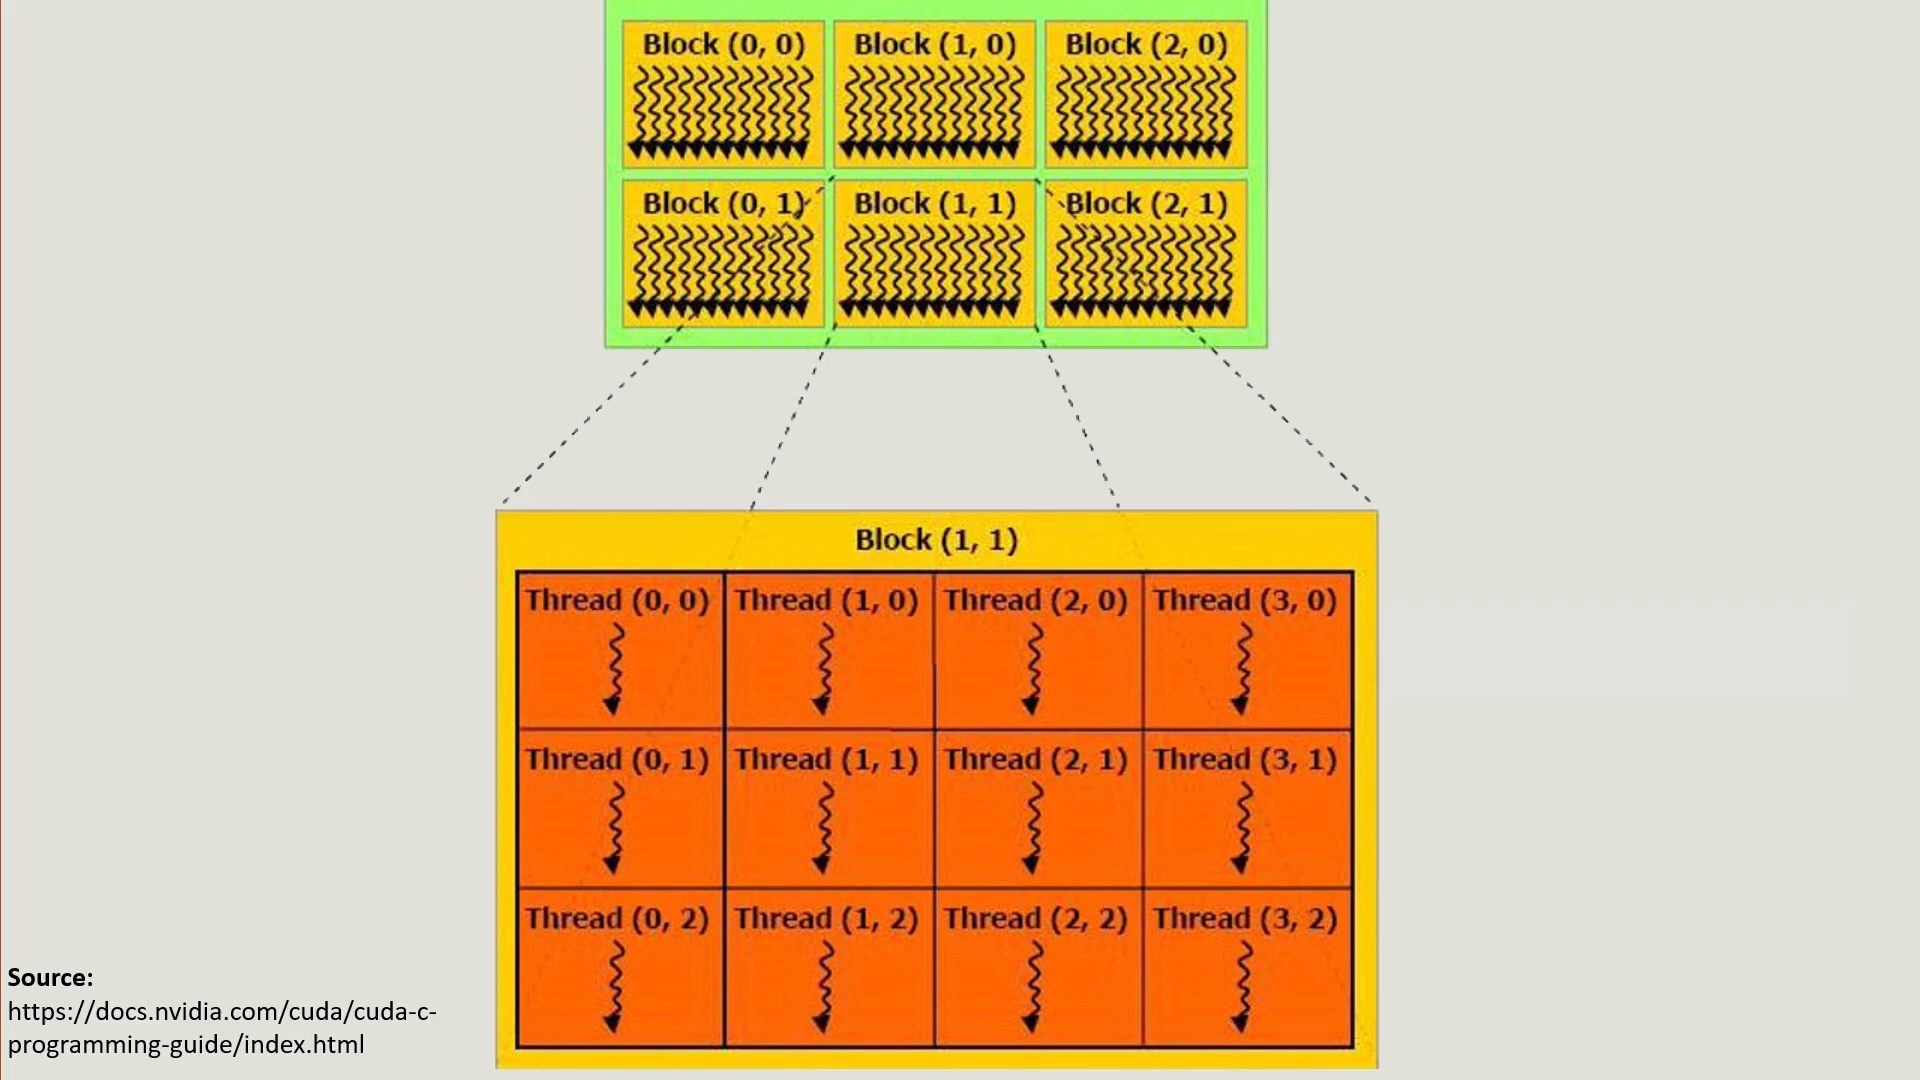 Block (0, 0) Block (1, 0) Block (2, 0)
Block (0, 1) Block (1, 1) Block (2, 1)
Block (1, 1)
Thread (0, 0) Thread (1, 0) Thread (2, 0) Thread (3, 0)
Thread (0, 1) Thread (1, 1) Thread (2, 1) Thread (3, 1)
Thread (0, 2) Thread (1, 2) Thread (2, 2) Thread (3, 2)
Source:
https://docs.nvidia.com/cuda/cuda-c-
programming-guide/index.html